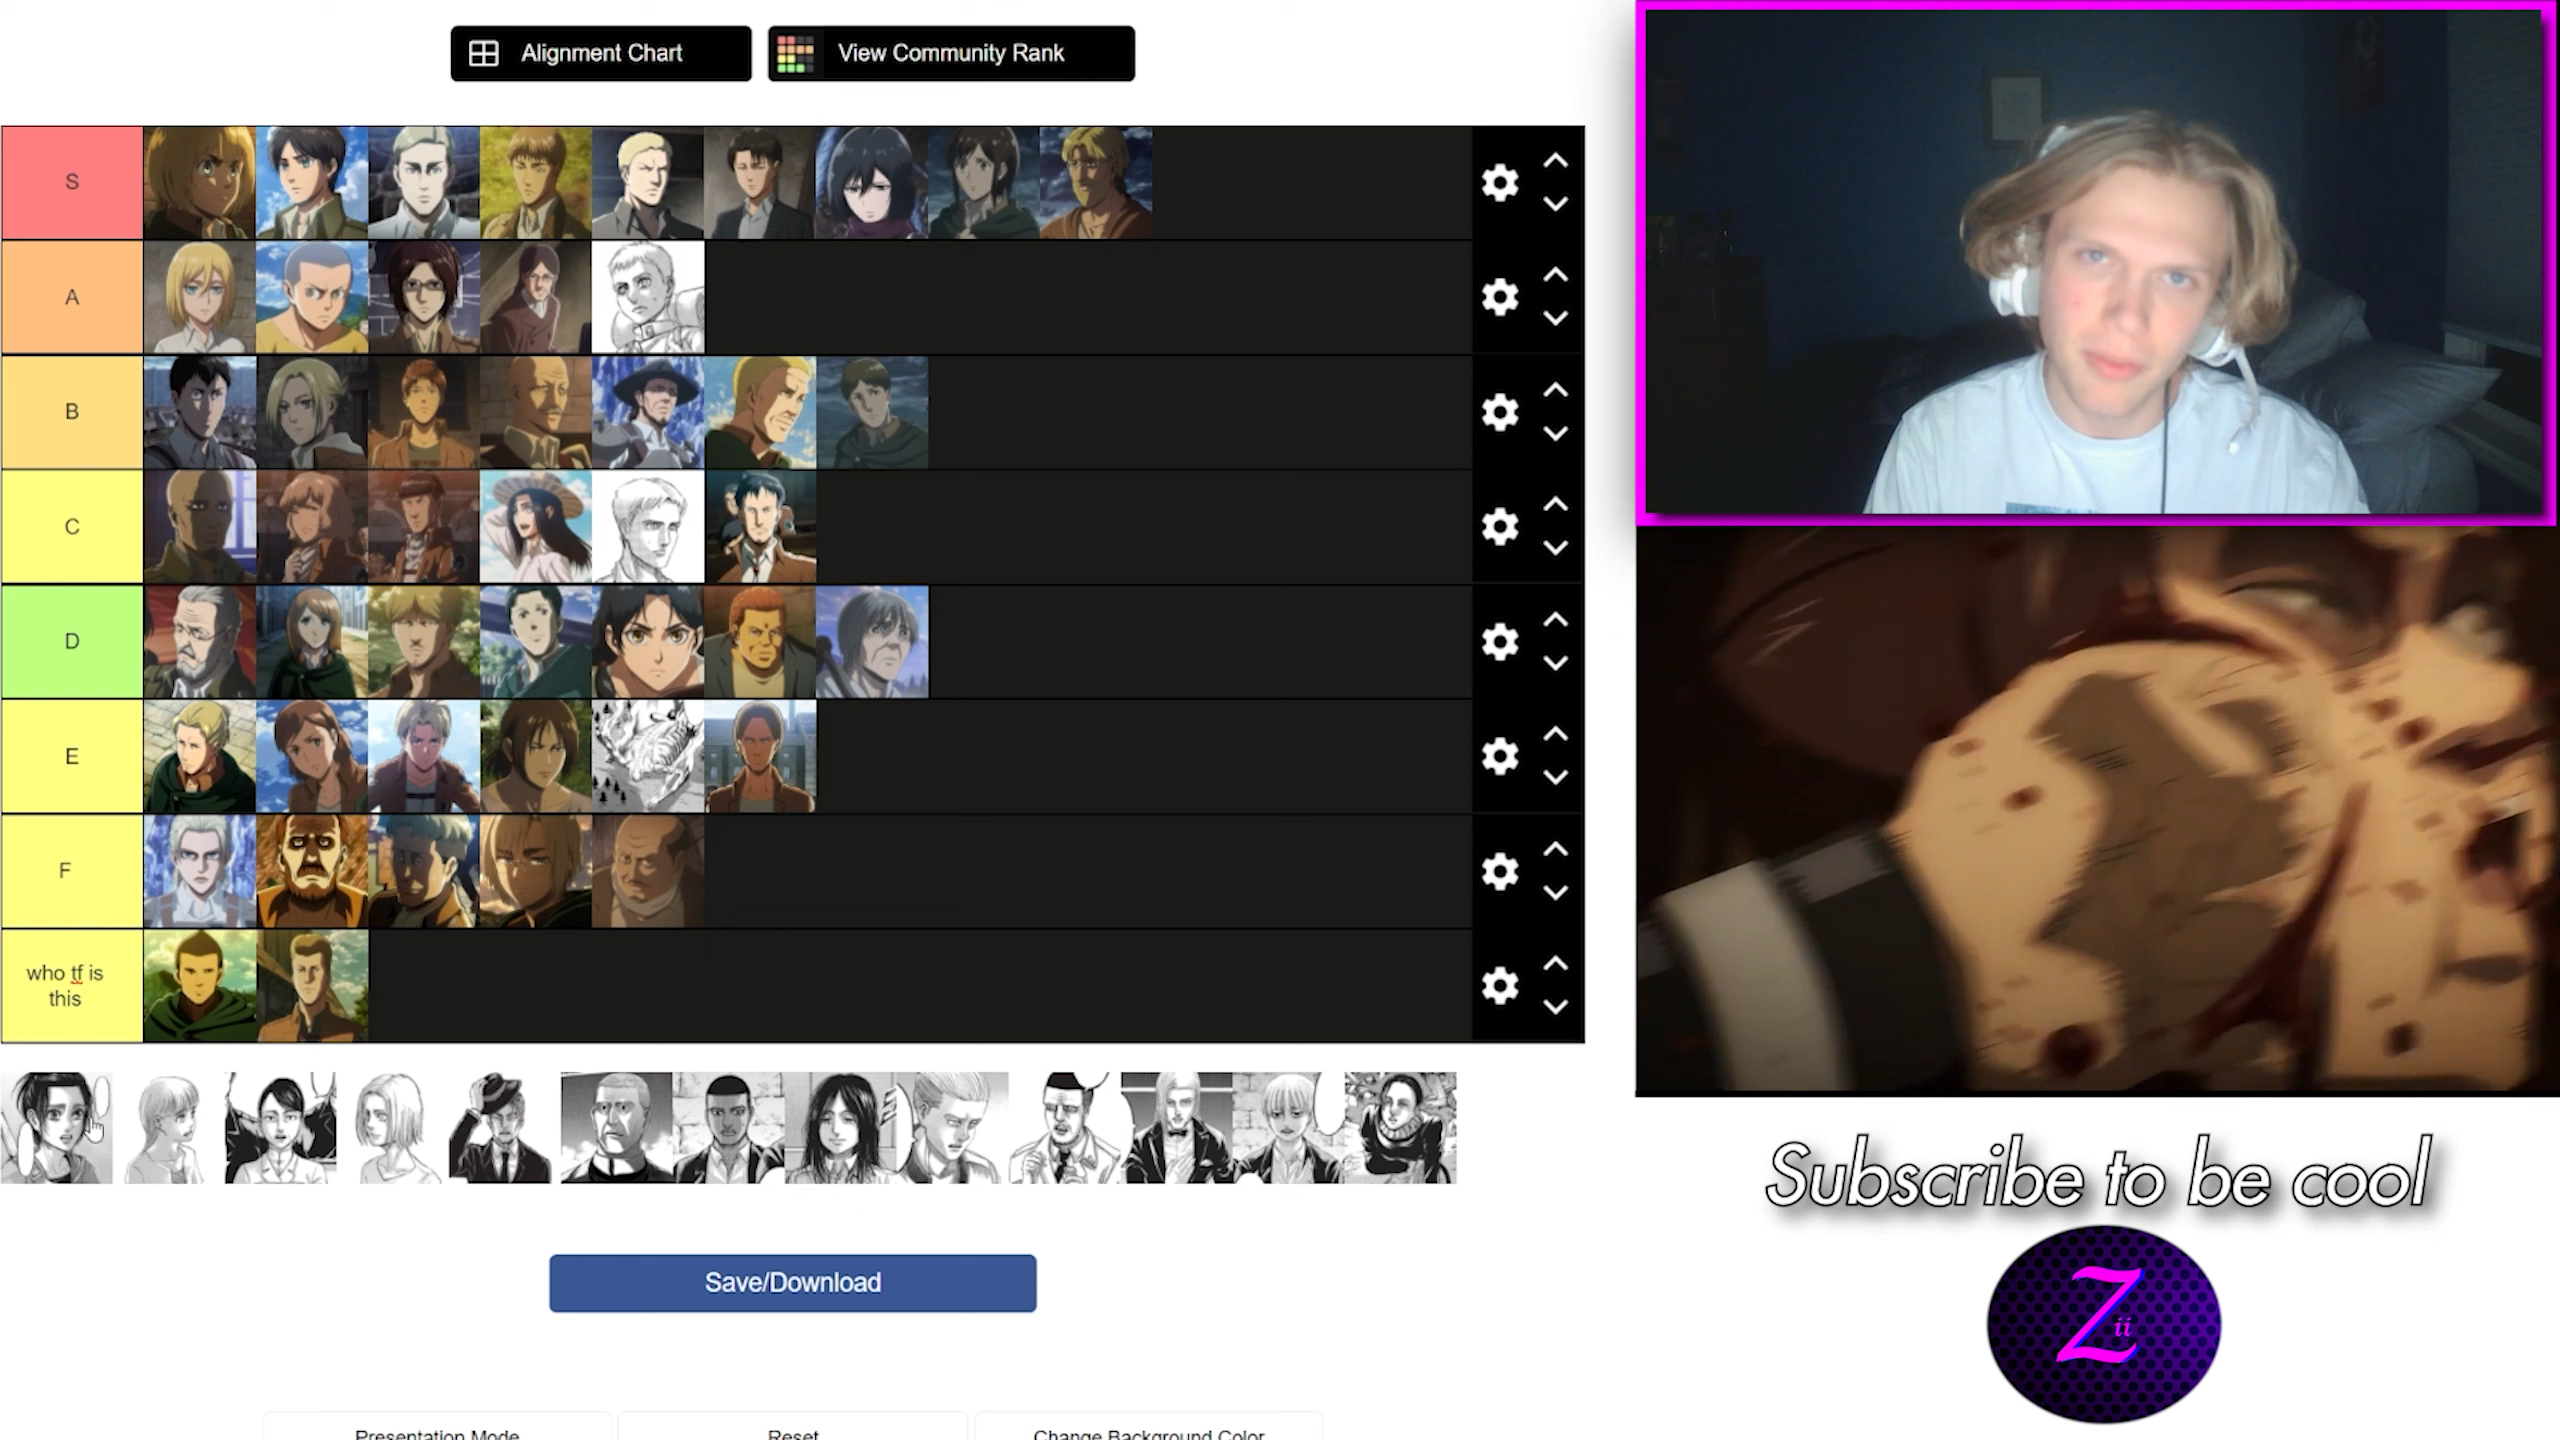 Alignment Chart
View Community Rank
S
A
B
C
D
E
F
who tf is
this
Save/Download
Presentation Mode
Reset
Change Background Color
Subscribe to be cool
Z ii